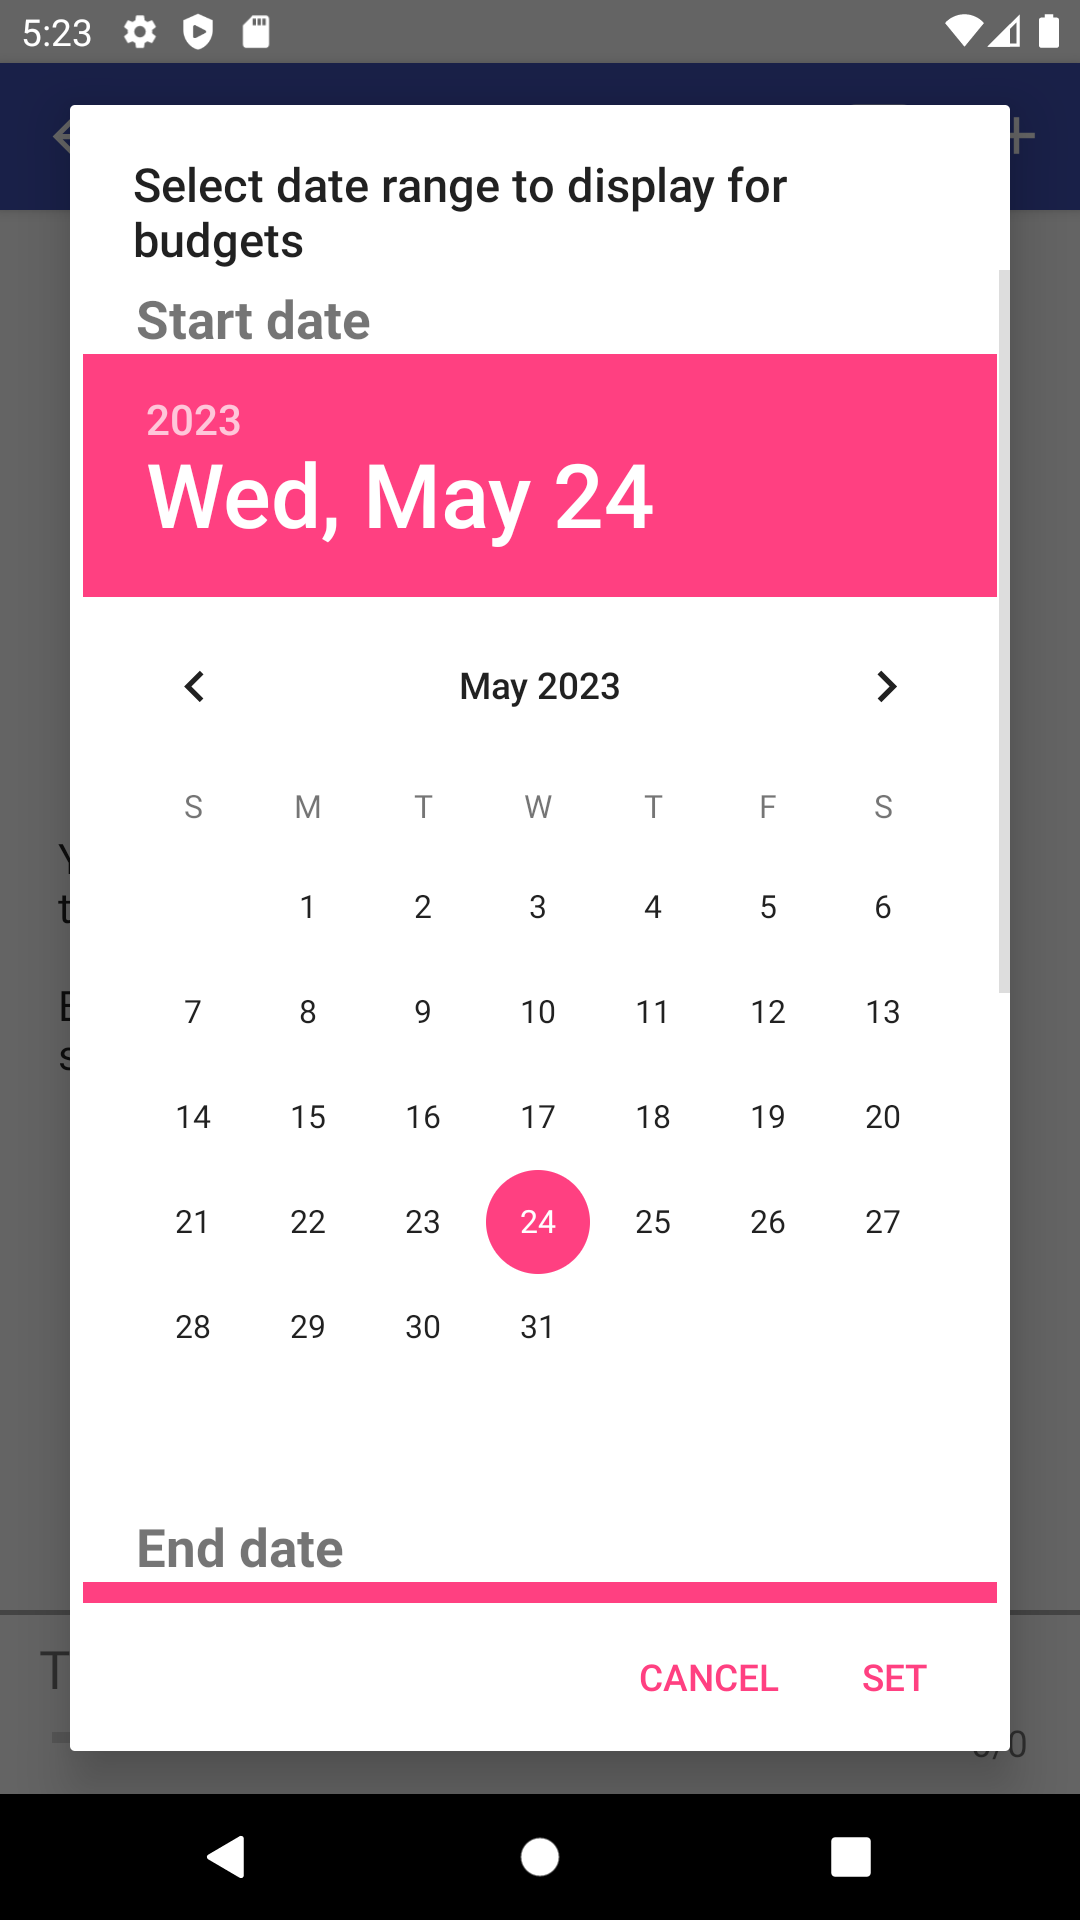 5:23
Select date range to display for
budgets
Start date
2023
Wed, May 24
May 2023
S M T W T F S
1 2 3 4 5 6
7 8 9 10 11 12 13
14 15 16 17 18 19 20
21 22 23 24 25 26 27
28 29 30 31
End date
CANCEL SET